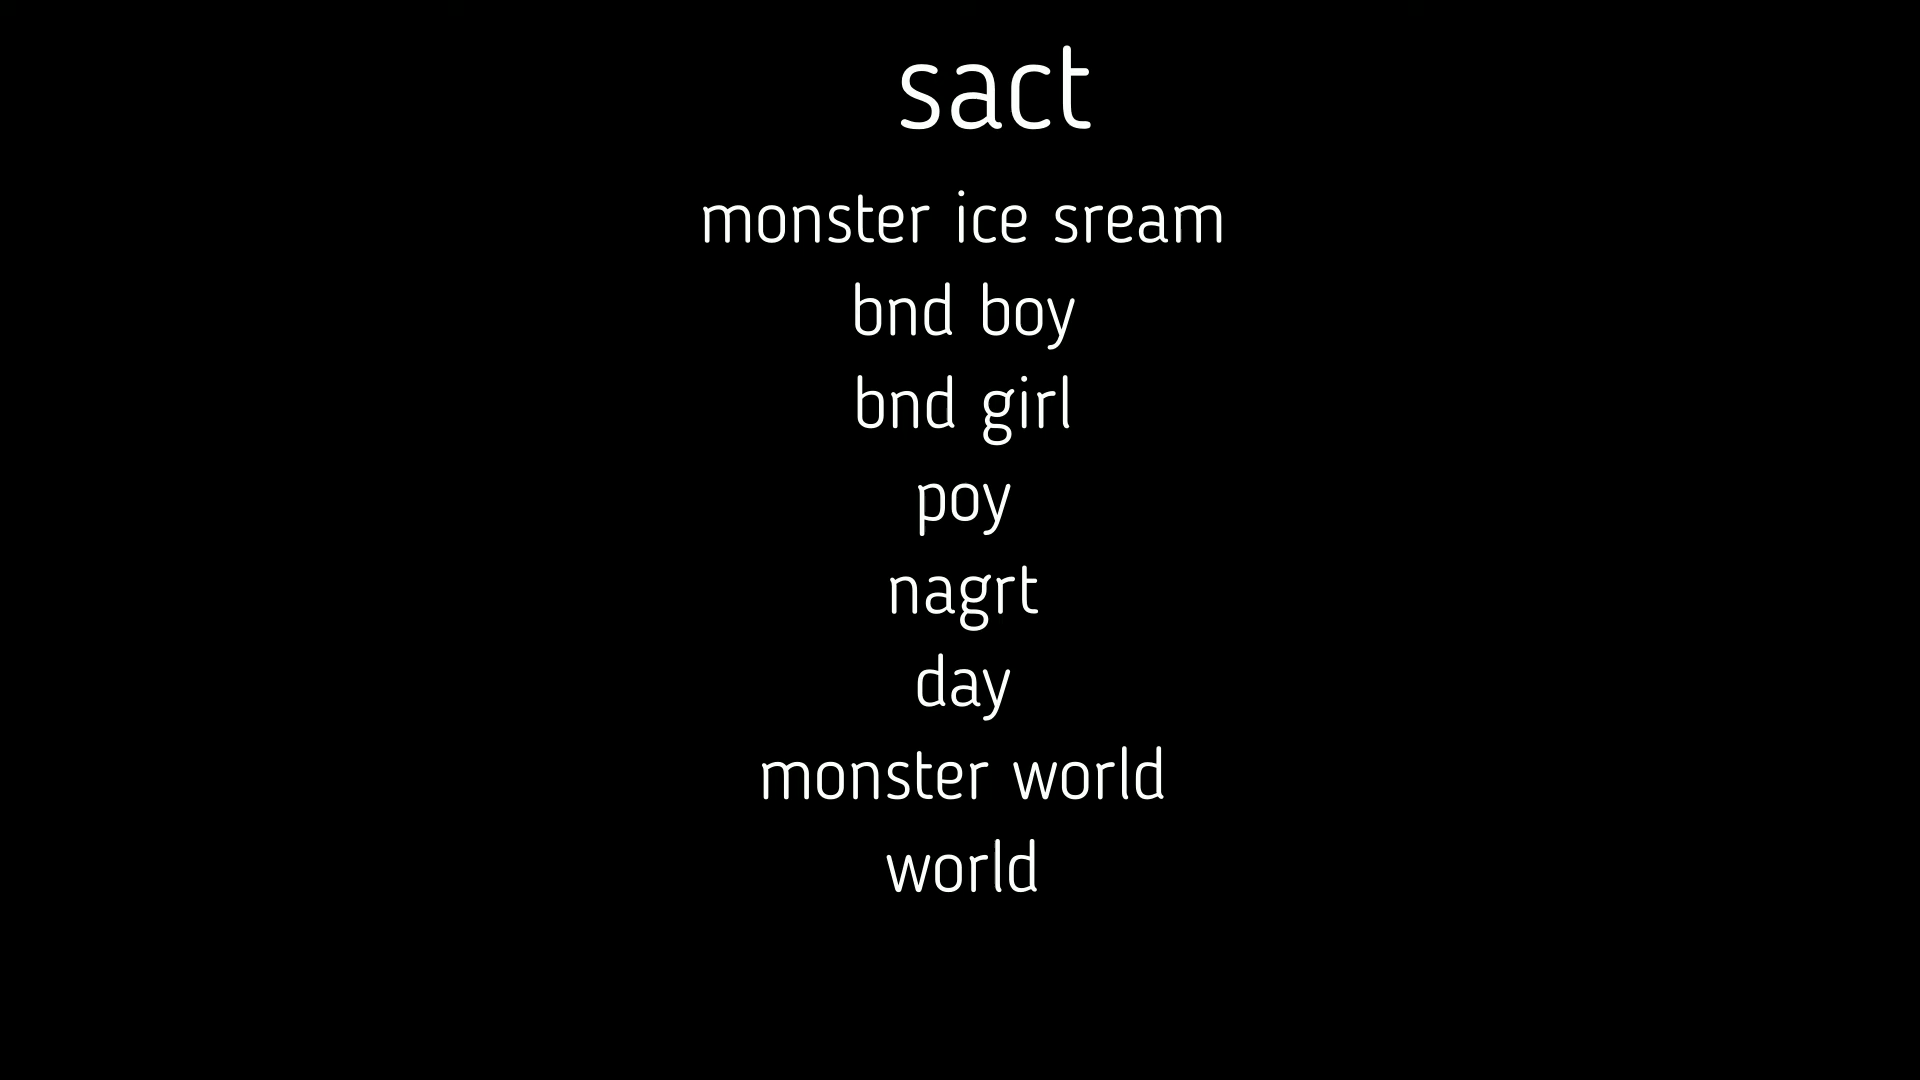 sact
monster ice sream
bnd boy
bnd girl
poy
nagrt
day
monster world
world